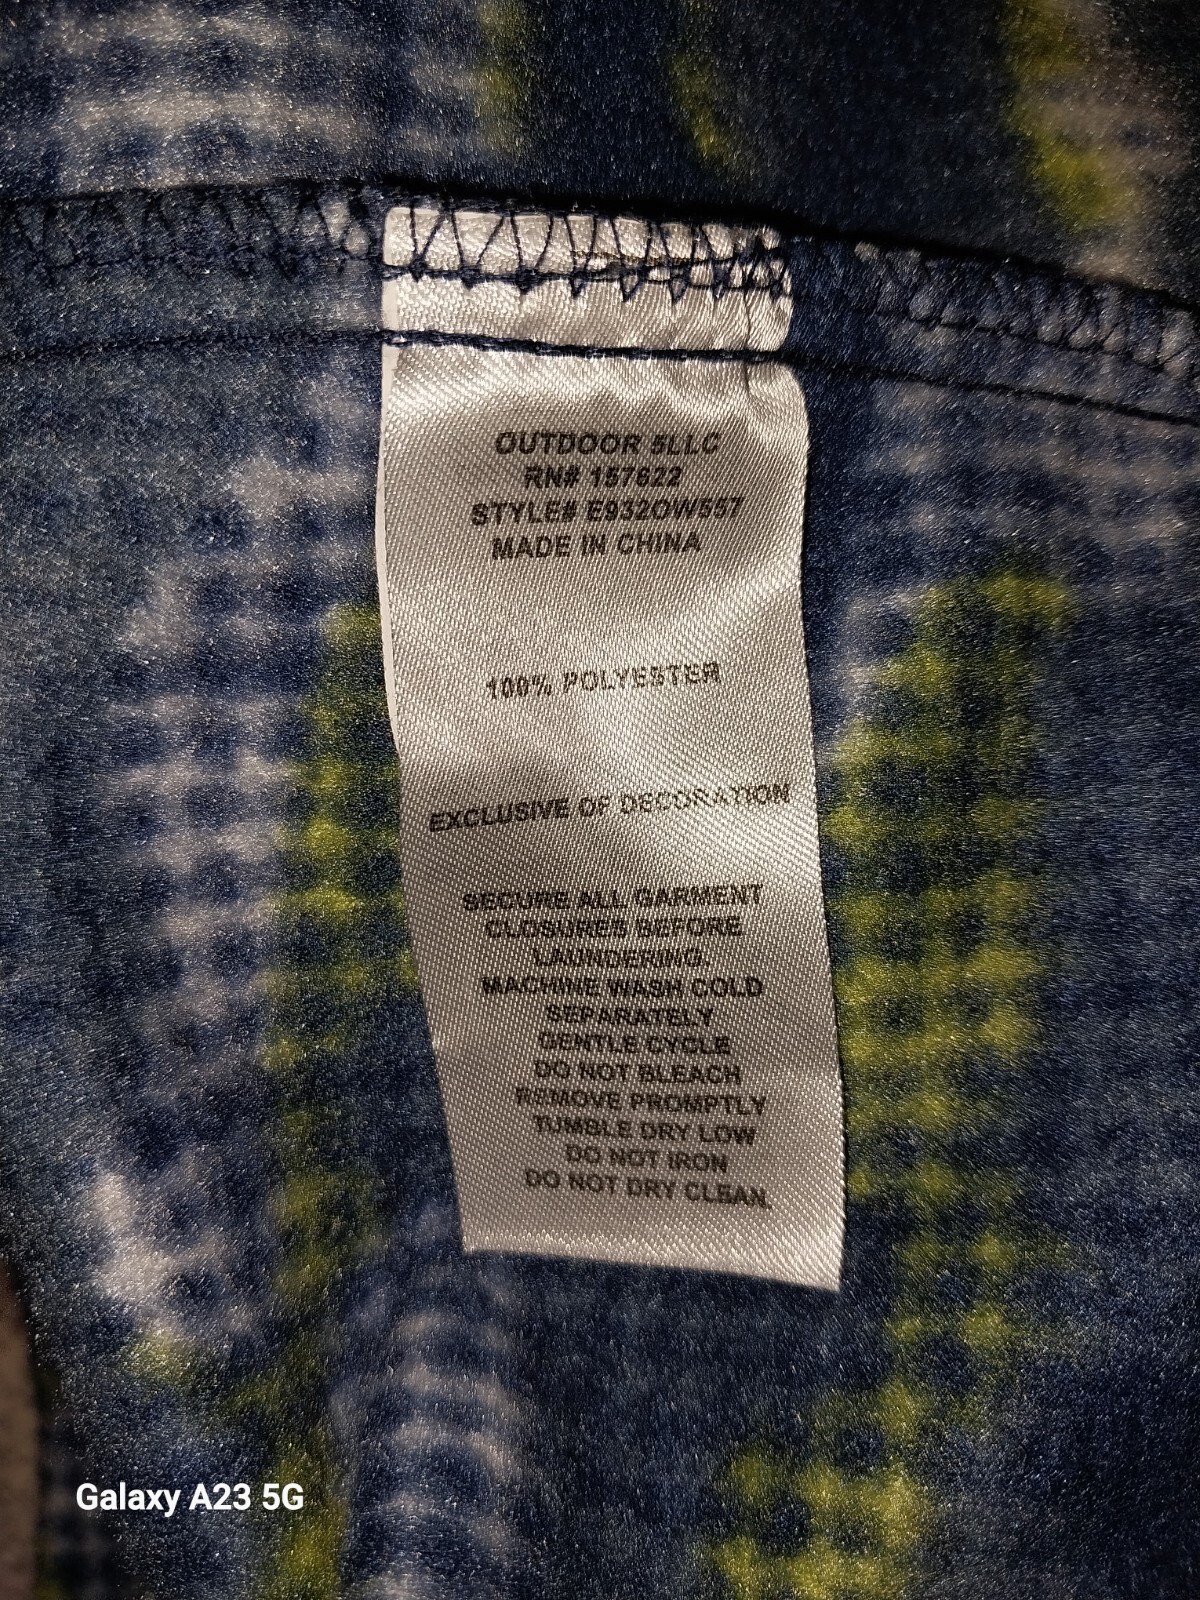 OUTDOOR 5LLC
RN# 157622
STYLE# E932OW557
MADE IN CHINA
100% POLYESTER
EXCLUSIVE OF DECORATION
SECURE ALL GARMENT
CLOSURES BEFORE
LAUNDERING.
MACHINE WASH COLD
SEPARATELY
GENTLE CYCLE
DO NOT BLEACH
REMOVE PROMPTLY
TUMBLE DRY LOW
DO NOT IRON
DO NOT DRY CLEAN.
Galaxy A23 5G